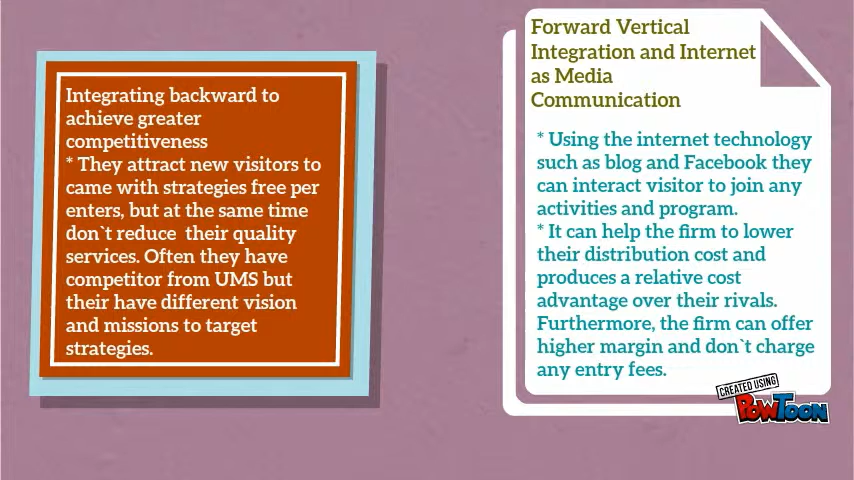 Integrating backward to
achieve greater
competitiveness
* They attract new visitors to
came with strategies free per
enters, but at the same time
don`t reduce  their quality
services. Often they have
competitor from UMS but
their have different vision
and missions to target
strategies.
Forward Vertical
Integration and Internet
as Media
Communication
* Using the internet technology
such as blog and Facebook they
can interact visitor to join any
activities and program.
* It can help the firm to lower
their distribution cost and
produces a relative cost
advantage over their rivals.
Furthermore, the firm can offer
higher margin and don`t charge
any entry fees.
CREATED USING
POWTOON